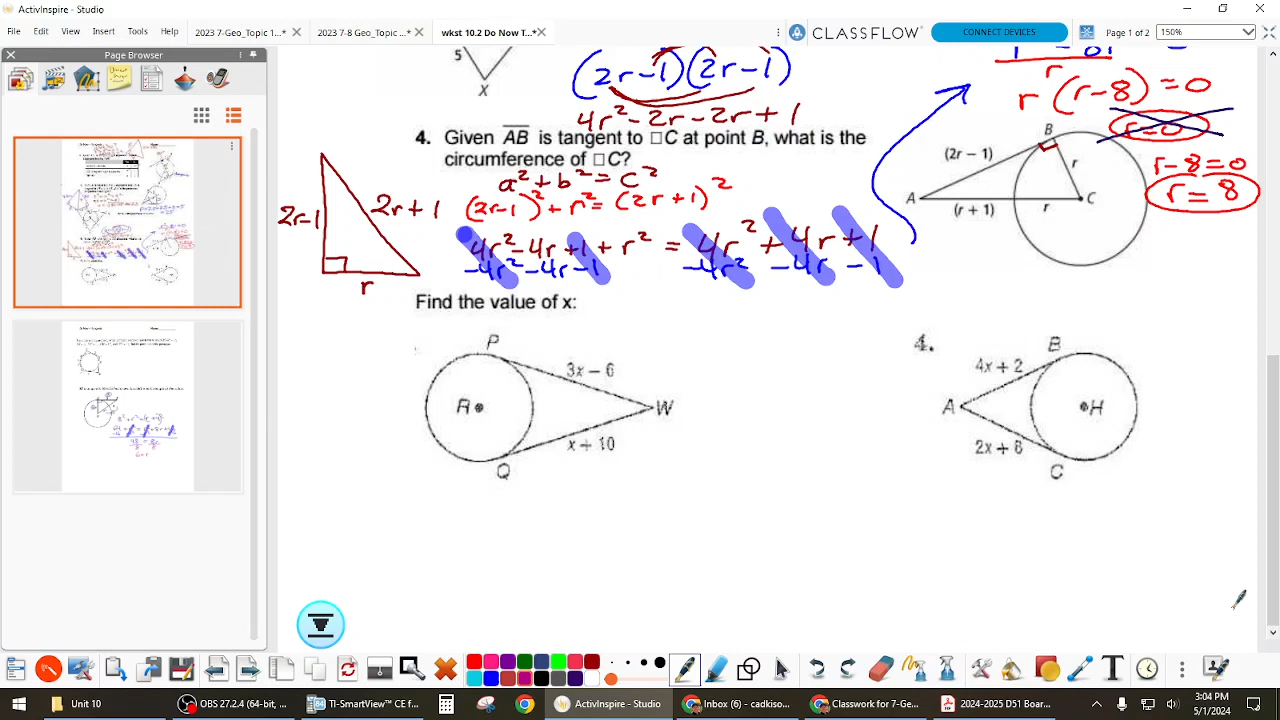 ActivInspire - Studio
File Edit View Insert Tools Help
2023 7-Geo_Topic 1...*
2023 7-8 Geo_Topic ...*
wkst 10.2 Do Now T...*
CLASSFLOW
CONNECT DEVICES
Page 1 of 2
150%
Page Browser
5
X
(2r-1)(2r-1)
4r²-2r-2r+1
r(r-8)=0
r=0
r-8=0
r=8
4. Given AB is tangent to □C at point B, what is the
circumference of □C?
a²+b²=c²
(2r-1)²+r²=(2r+1)²
4r²-4r+1+r²=4r²+4r+1
-4r²-4r-1 -4r²-4r-1
2r-1
2r+1
r
B
(2r − 1)
r
A
C
(r + 1)
r
Find the value of x:
P
3x – 6
R
W
x + 10
Q
4.
B
4x + 2
A
H
2x + 6
C
Unit 10
OBS 27.2.4 (64-bit, ...
TI-SmartView™ CE F...
ActivInspire - Studio
Inbox (6) - cadkiso...
Classwork for 7-Ge...
2024-2025 D51 Boar...
3:04 PM
5/1/2024